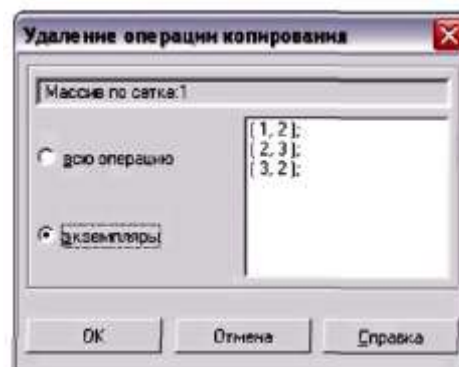 Удаление операции копирования
Массив по сетке:1
всю операцию
экземпляры
[ 1, 2 ];
[ 2, 3 ];
[ 3, 2 ];
OK
Отмена
Справка